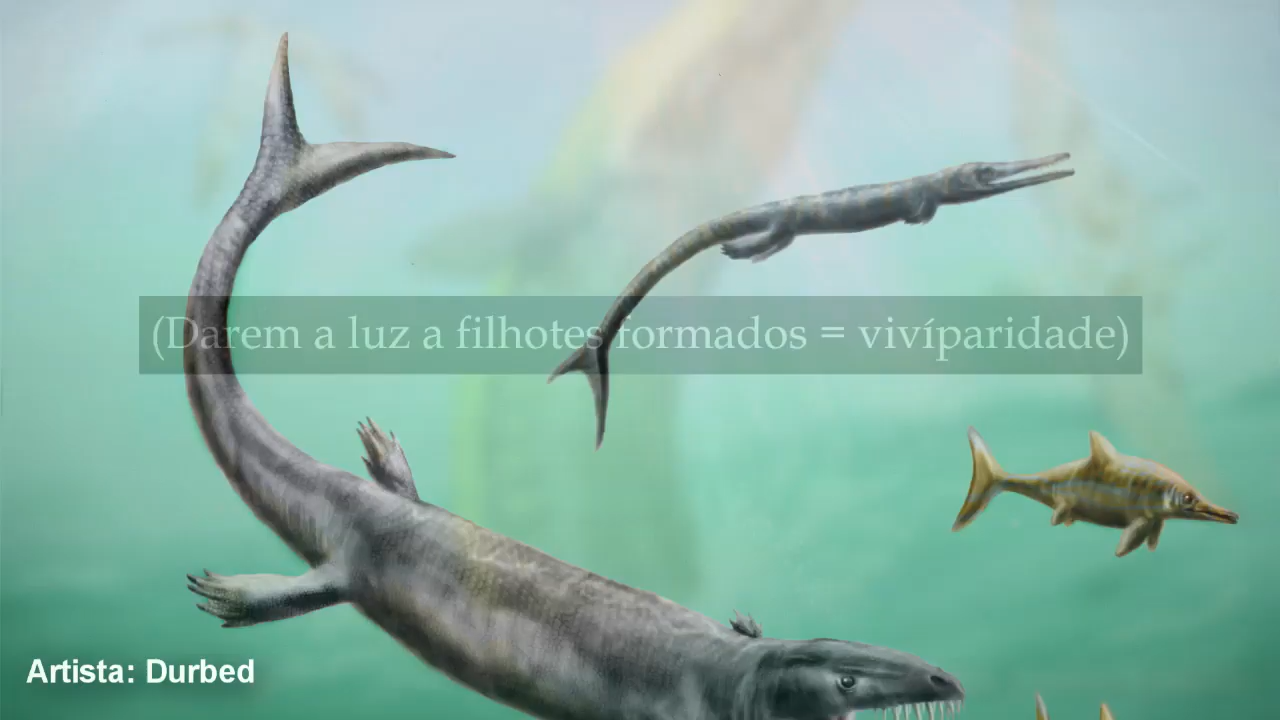 (Darem a luz a filhotes formados = vivíparidade)
Artista: Durbed